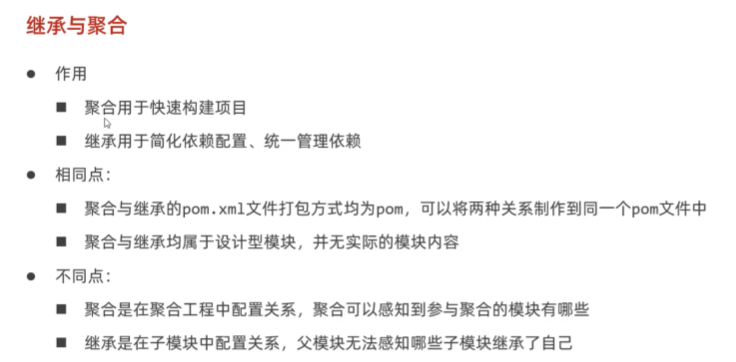 继承与聚合
● 作用
■ 聚合用于快速构建项目
■ 继承用于简化依赖配置、统一管理依赖
● 相同点：
■ 聚合与继承的pom.xml文件打包方式均为pom，可以将两种关系制作到同一个pom文件中
■ 聚合与继承均属于设计型模块，并无实际的模块内容
● 不同点：
■ 聚合是在聚合工程中配置关系，聚合可以感知到参与聚合的模块有哪些
■ 继承是在子模块中配置关系，父模块无法感知哪些子模块继承了自己